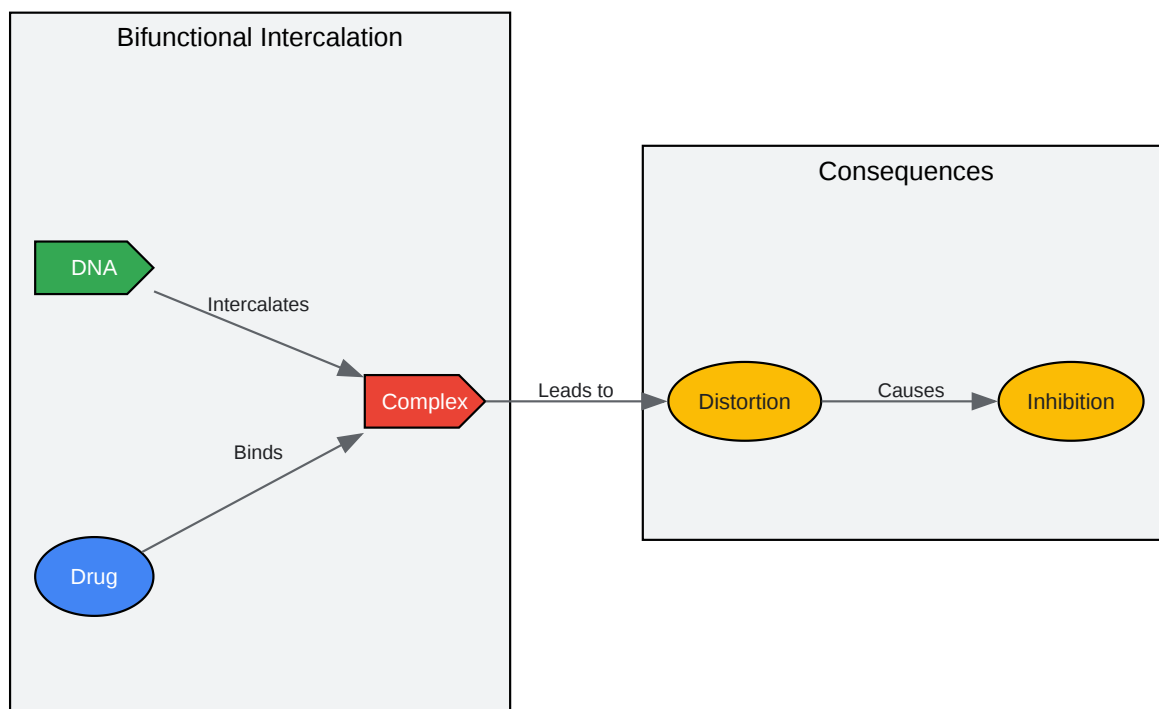 Bifunctional Intercalation
Consequences
DNA
Intercalates
Complex
Leads to
Distortion
Causes
Inhibition
Binds
Drug